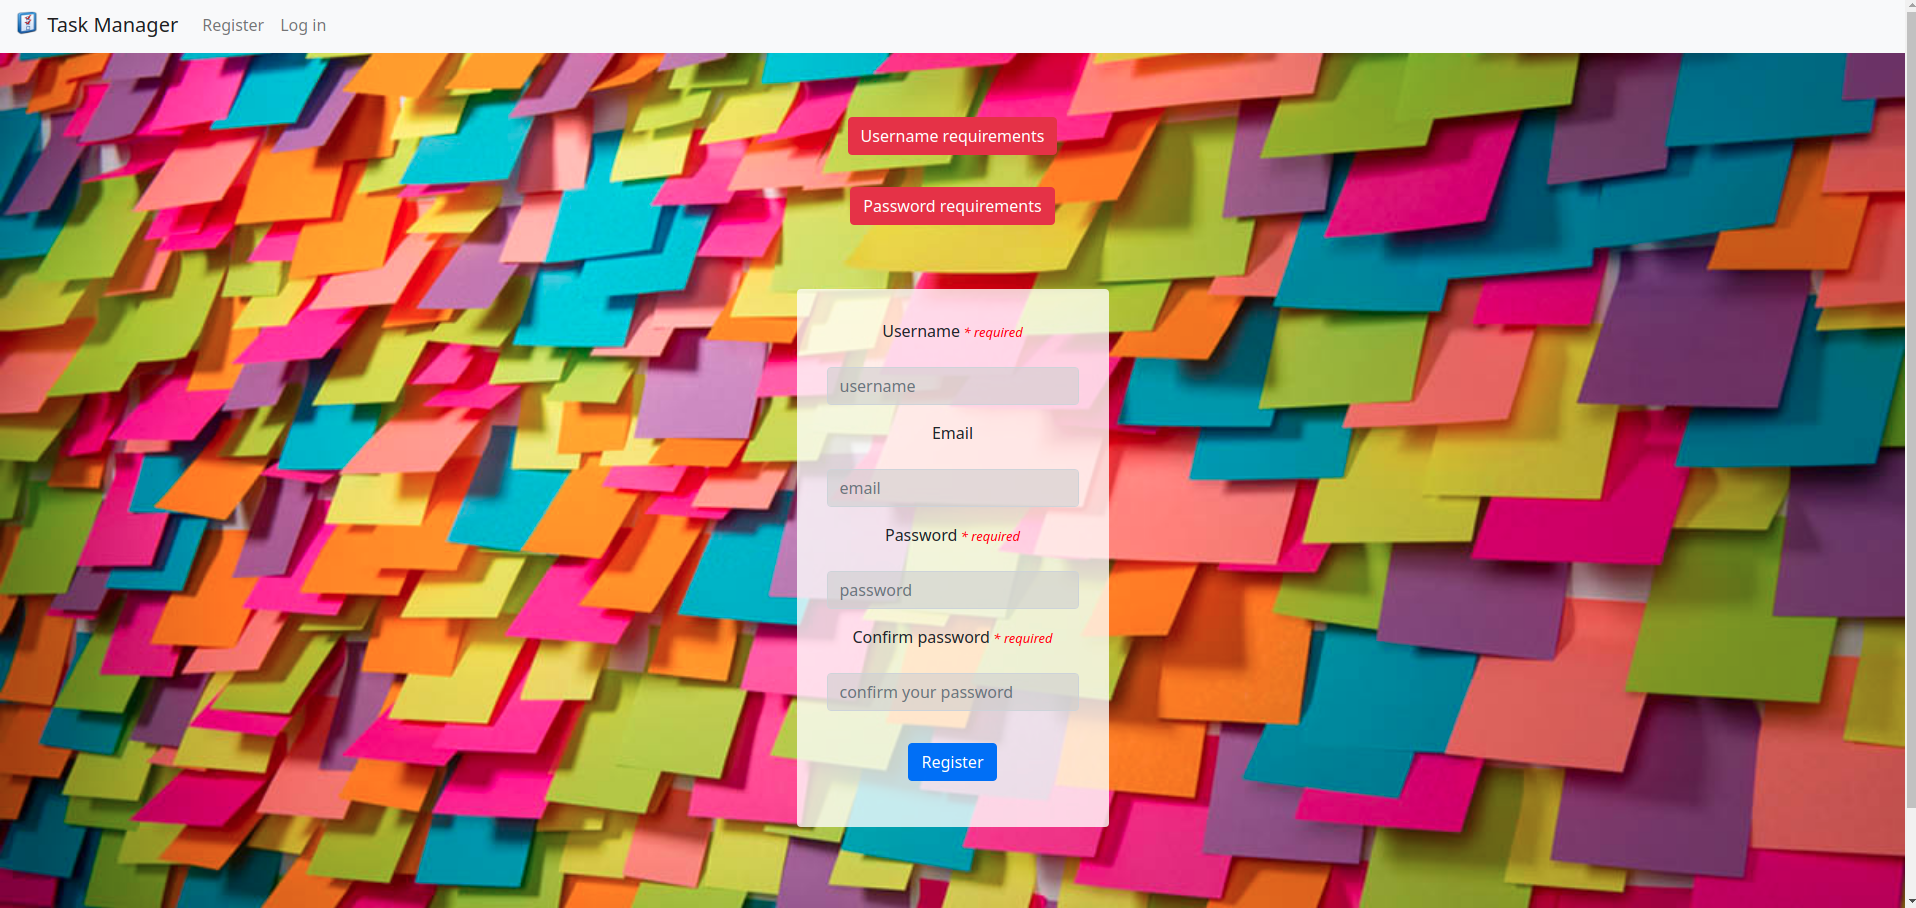 Task Manager Register Log in
Username requirements
Password requirements
Username * required
username
Email
email
Password * required
password
Confirm password * required
confirm your password
Register